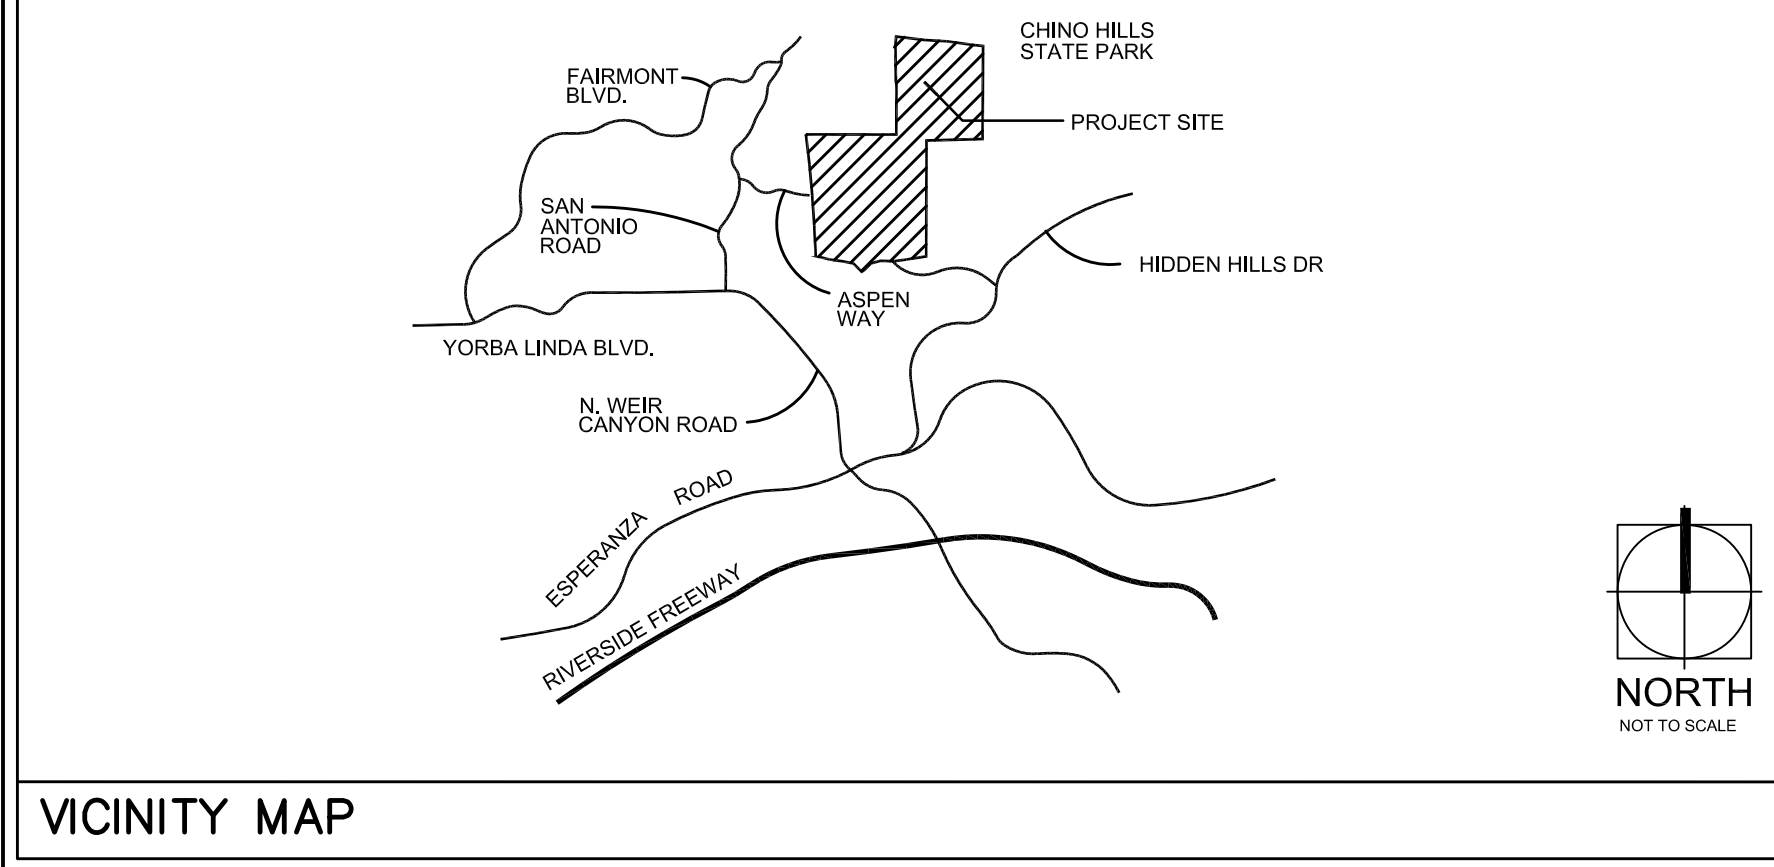 CHINO HILLS
STATE PARK
FAIRMONT
BLVD.
PROJECT SITE
SAN
ANTONIO
ROAD
HIDDEN HILLS DR
ASPEN
WAY
YORBA LINDA BLVD.
N. WEIR
CANYON ROAD
ESPERANZA ROAD
RIVERSIDE FREEWAY
NORTH
NOT TO SCALE
VICINITY MAP